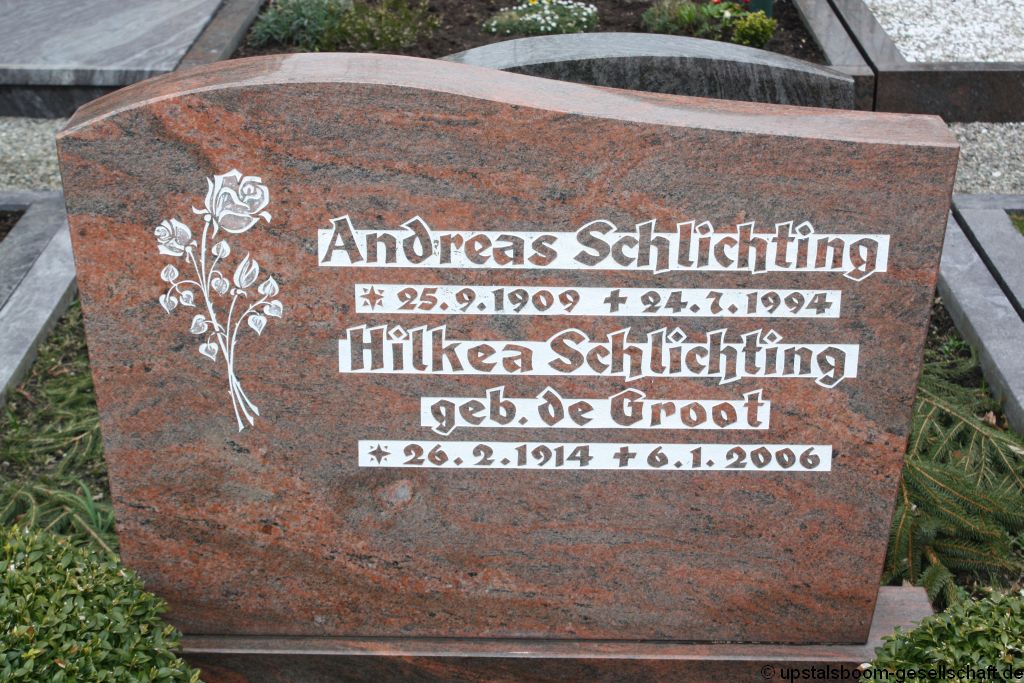 Andreas Schlichting
* 25.9.1909 + 24.7.1994
Hilkea Schlichting
geb. de Groot
* 26.2.1914 + 6.1.2006
© upstalsboom-gesellschaft.de